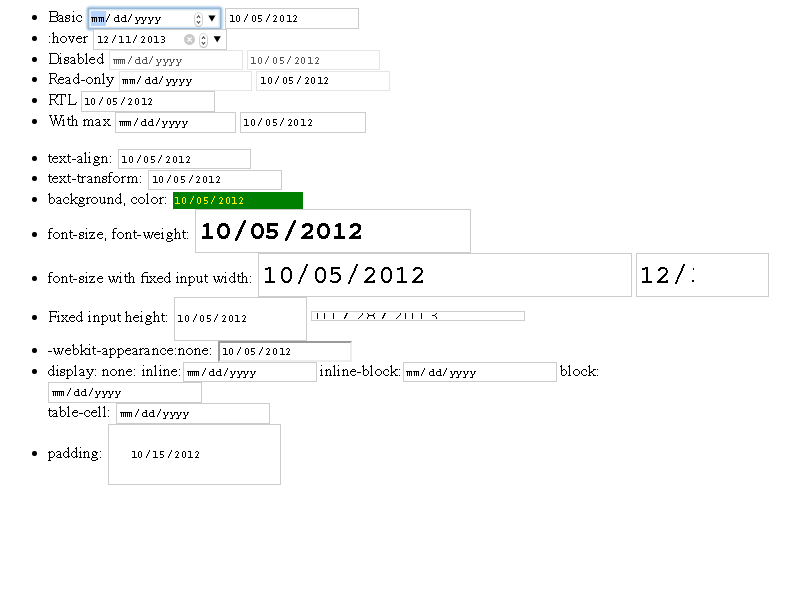 Basic mm/dd/yyyy 10/05/2012
:hover 12/11/2013
Disabled mm/dd/yyyy 10/05/2012
Read-only mm/dd/yyyy 10/05/2012
RTL 10/05/2012
With max mm/dd/yyyy 10/05/2012
text-align: 10/05/2012
text-transform: 10/05/2012
background, color: 10/05/2012
font-size, font-weight: 10/05/2012
font-size with fixed input width: 10/05/2012 12/
Fixed input height: 10/05/2012
-webkit-appearance:none: 10/05/2012
display: none: inline: mm/dd/yyyy inline-block: mm/dd/yyyy block:
mm/dd/yyyy
table-cell: mm/dd/yyyy
padding: 10/15/2012